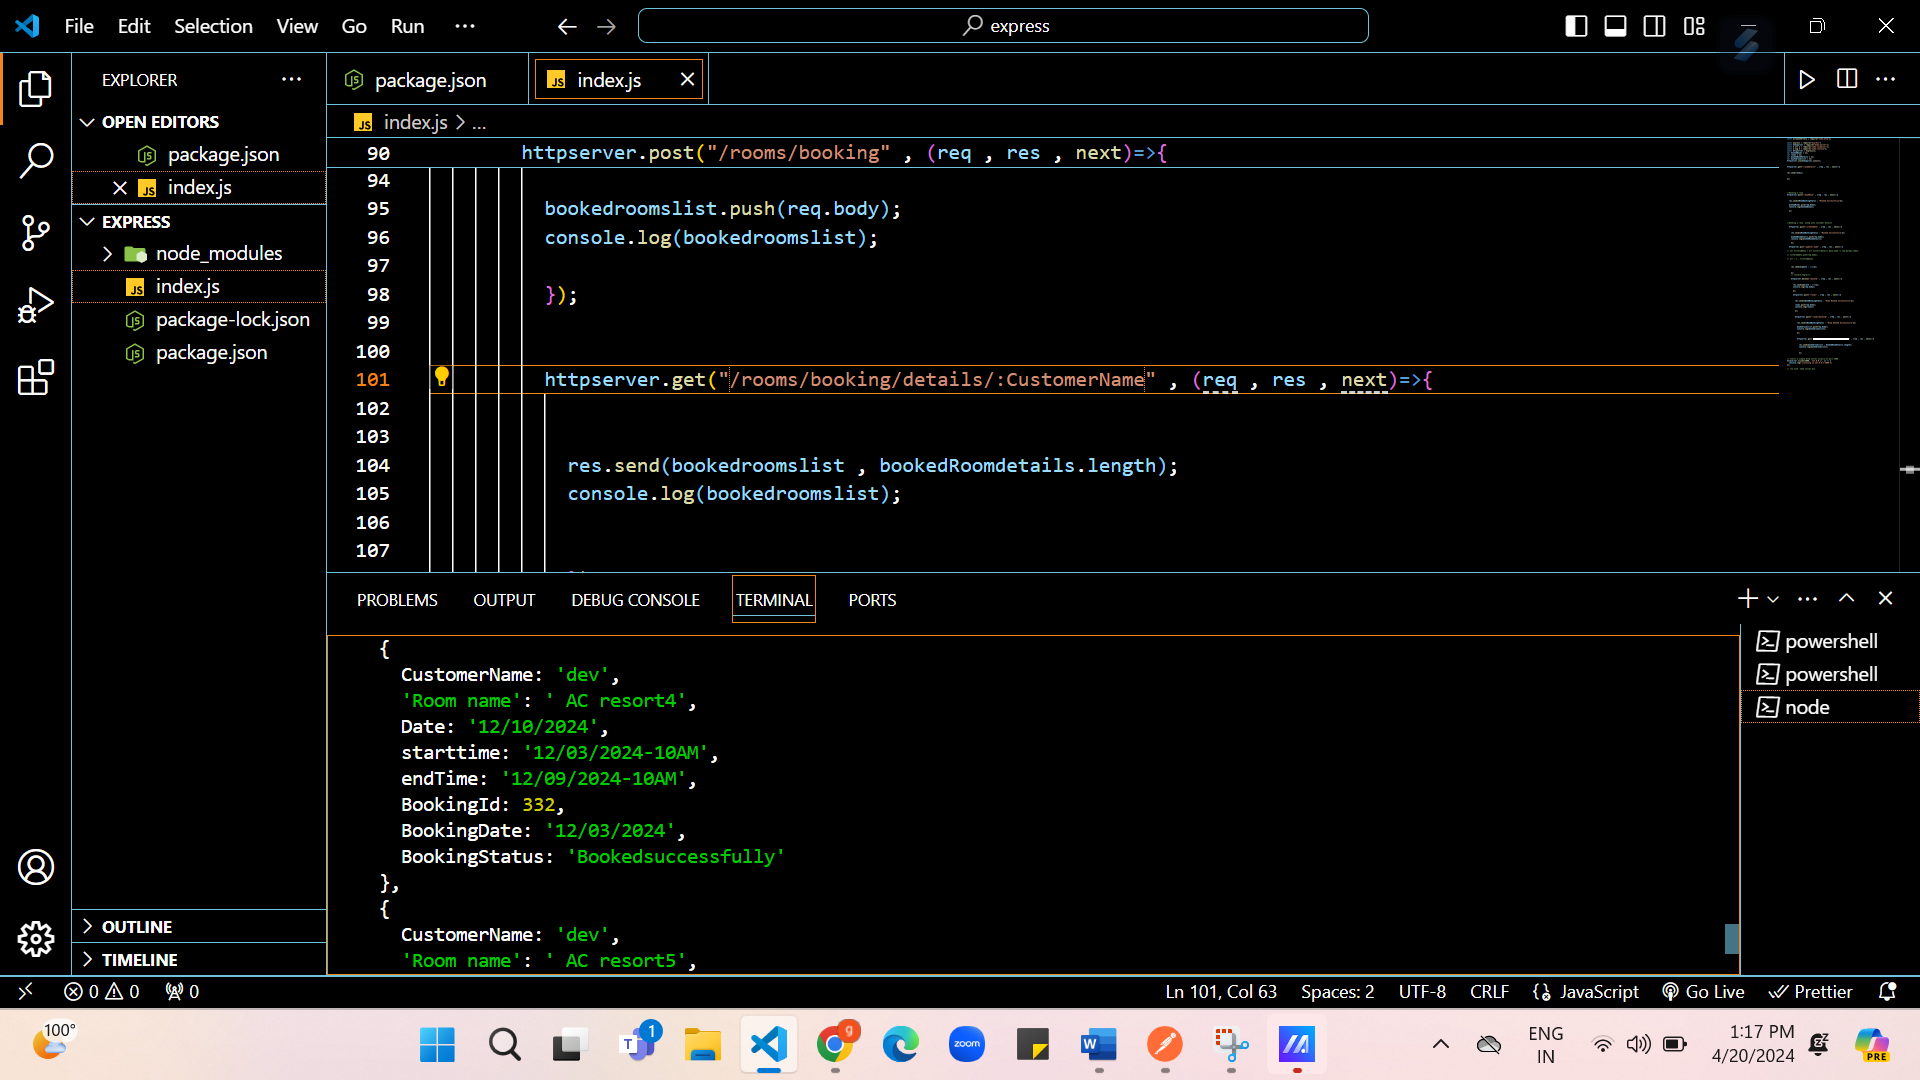 File Edit Selection View Go Run ...
express
EXPLORER ...
OPEN EDITORS
package.json
index.js
EXPRESS
node_modules
index.js
package-lock.json
package.json
OUTLINE
TIMELINE
package.json
index.js
index.js > ...
90 httpserver.post("/rooms/booking" , (req , res , next)=>{
94
95 bookedroomslist.push(req.body);
96 console.log(bookedroomslist);
97
98 });
99
100
101 httpserver.get("/rooms/booking/details/:CustomerName" , (req , res , next)=>{
102
103
104 res.send(bookedroomslist , bookedRoomdetails.length);
105 console.log(bookedroomslist);
106
107
PROBLEMS OUTPUT DEBUG CONSOLE TERMINAL PORTS
{
CustomerName: 'dev',
'Room name': ' AC resort4',
Date: '12/10/2024',
starttime: '12/03/2024-10AM',
endTime: '12/09/2024-10AM',
BookingId: 332,
BookingDate: '12/03/2024',
BookingStatus: 'Bookedsuccessfully'
},
{
CustomerName: 'dev',
'Room name': ' AC resort5',
powershell
powershell
node
0 0 0 Ln 101, Col 63 Spaces: 2 UTF-8 CRLF JavaScript Go Live Prettier
100°
T
1
g
zoom
W
ENG
IN
1:17 PM
4/20/2024
PRE